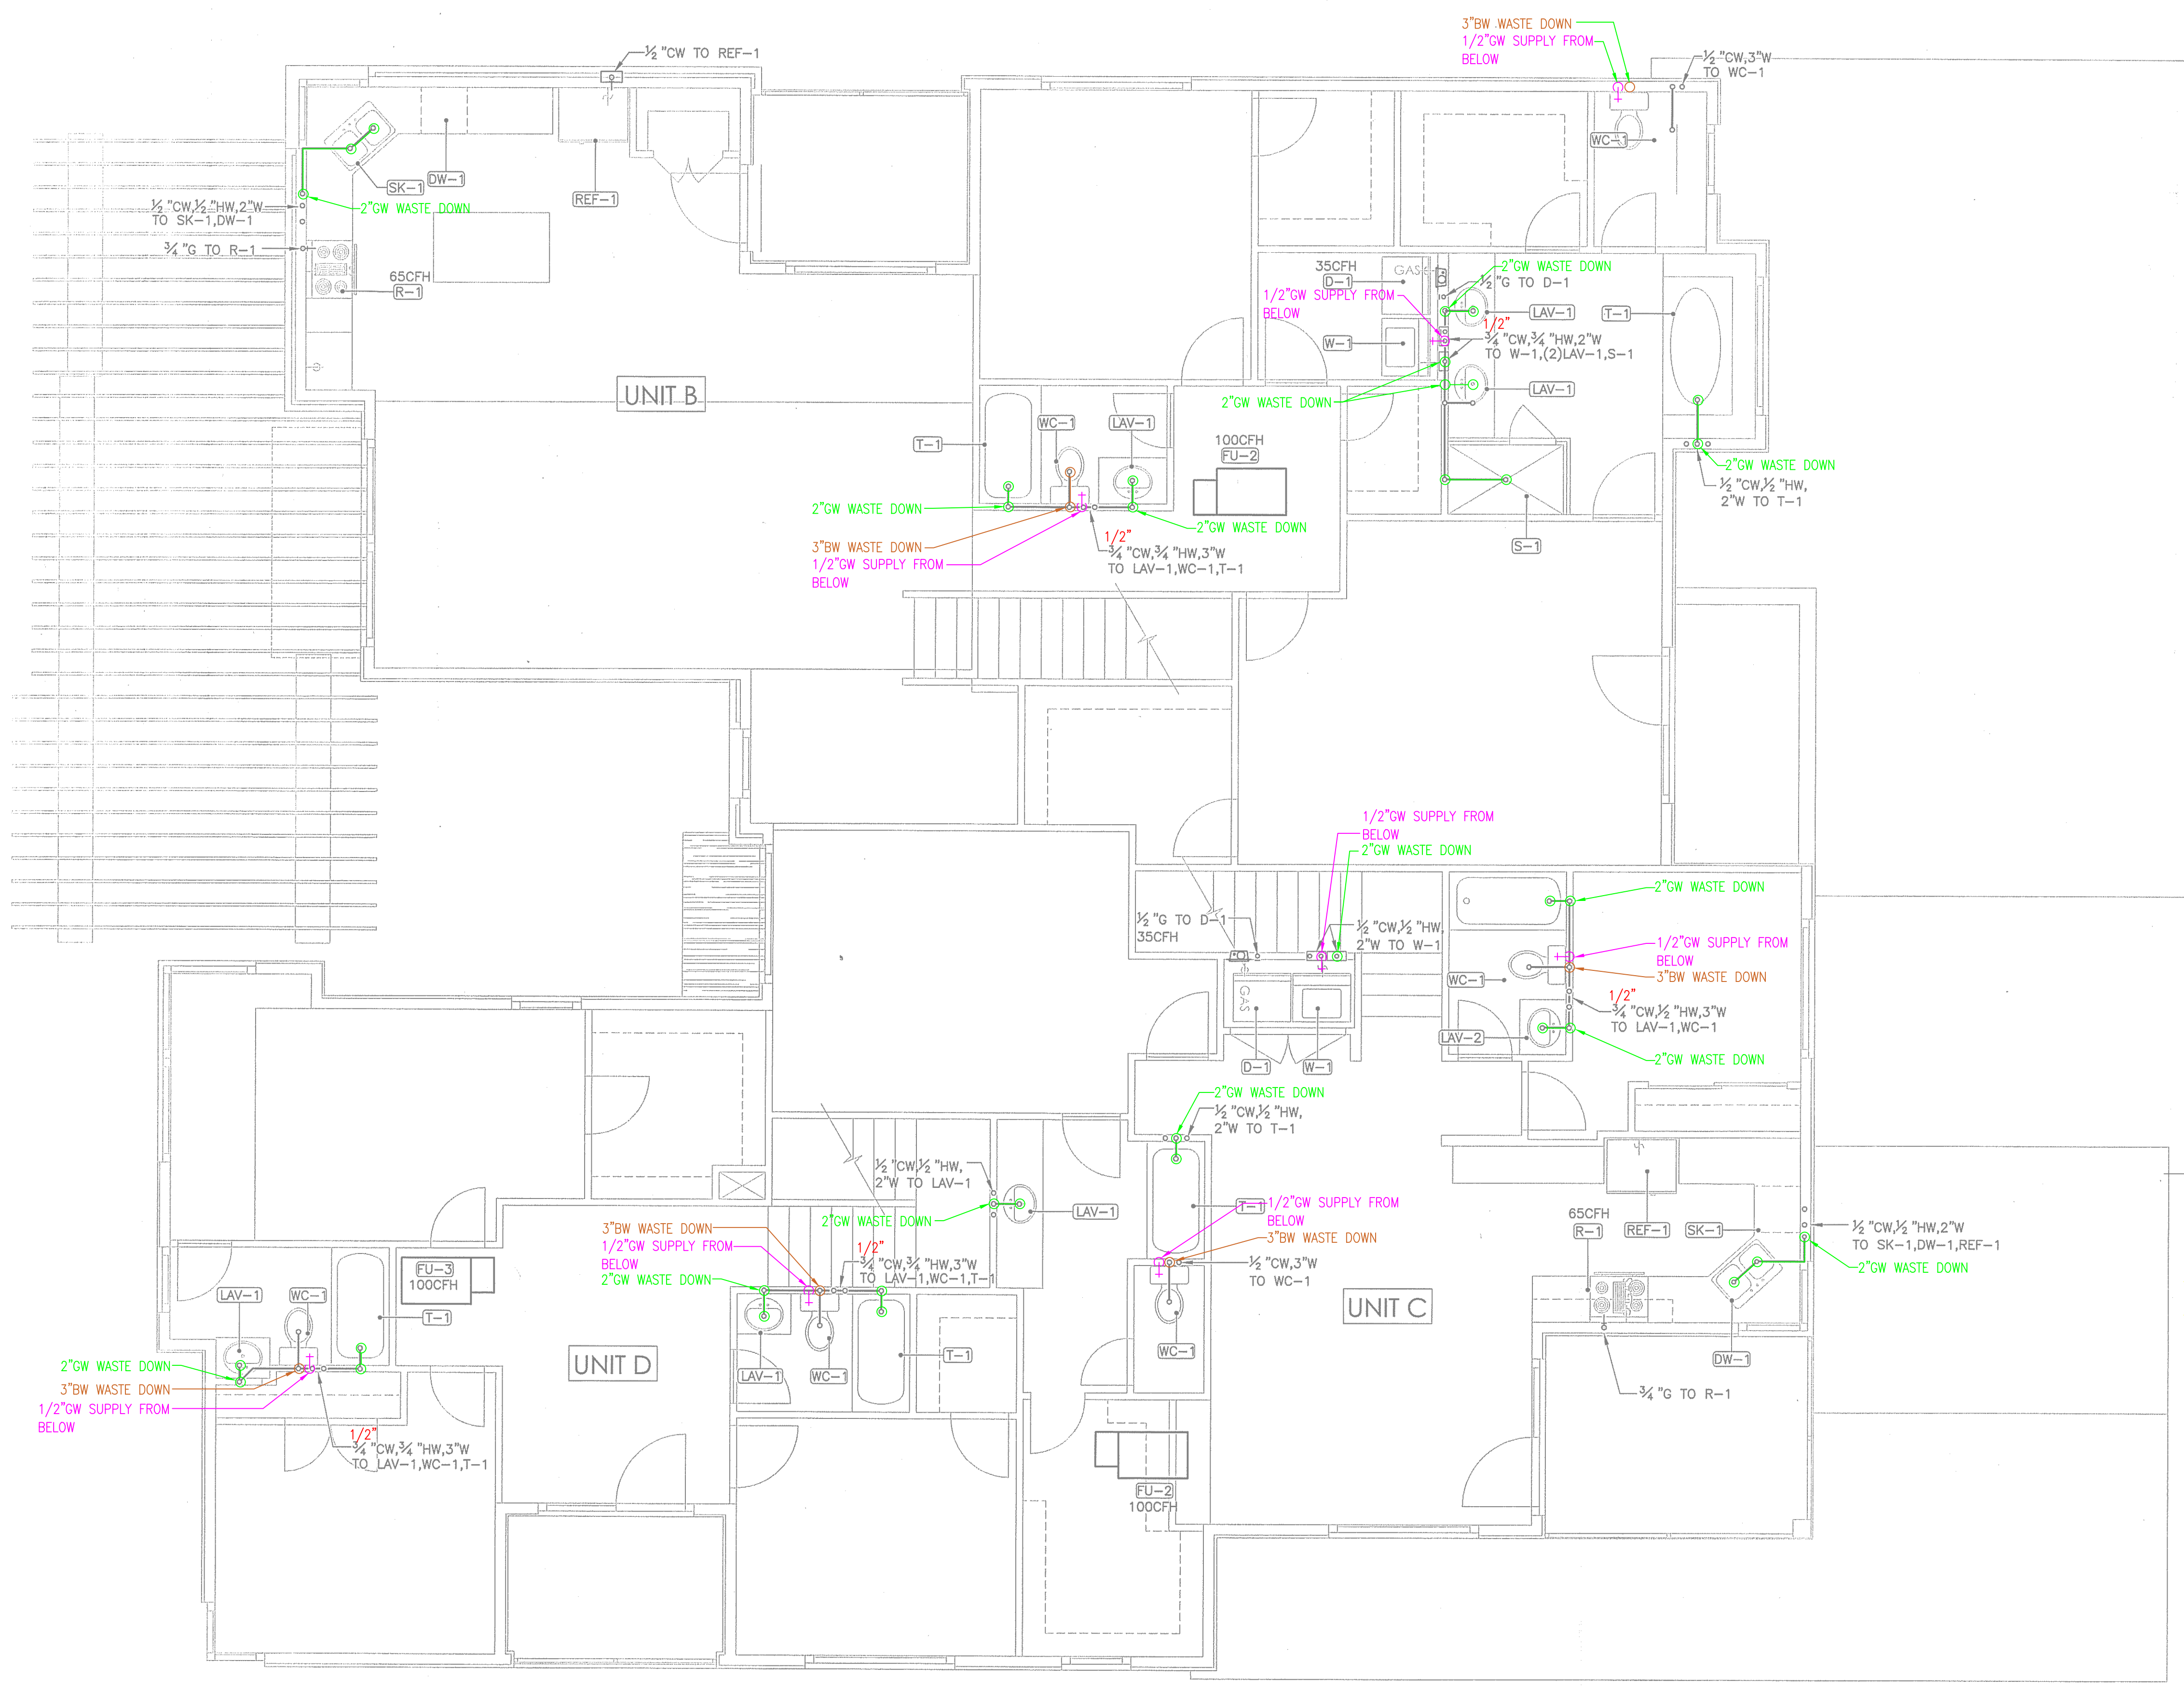 3"BW WASTE DOWN
1/2"GW SUPPLY FROM
BELOW
½ "CW TO REF-1
½ "CW,3"W
TO WC-1
WC-1
SK-1
DW-1
REF-1
½ "CW,½ "HW,2"W
TO SK-1,DW-1
2"GW WASTE DOWN
¾ "G TO R-1
65CFH
R-1
35CFH
D-1
GAS
2"GW WASTE DOWN
½ "G TO D-1
1/2"GW SUPPLY FROM
BELOW
LAV-1
T-1
1/2"
¾ "CW,¾ "HW,2"W
TO W-1,(2)LAV-1,S-1
W-1
LAV-1
2"GW WASTE DOWN
UNIT B
WC-1
LAV-1
T-1
100CFH
FU-2
2"GW WASTE DOWN
½ "CW,½ "HW,
2"W TO T-1
2"GW WASTE DOWN
2"GW WASTE DOWN
3"BW WASTE DOWN
1/2"GW SUPPLY FROM
BELOW
1/2"
¾ "CW,¾ "HW,3"W
TO LAV-1,WC-1,T-1
S-1
1/2"GW SUPPLY FROM
BELOW
2"GW WASTE DOWN
2"GW WASTE DOWN
½ "G TO D-1
35CFH
½ "CW,½ "HW,
2"W TO W-1
1/2"GW SUPPLY FROM
BELOW
3"BW WASTE DOWN
WC-1
GAS
1/2"
¾ "CW,½ "HW,3"W
TO LAV-1,WC-1
LAV-2
2"GW WASTE DOWN
D-1
W-1
2"GW WASTE DOWN
½ "CW,½ "HW,
2"W TO T-1
½ "CW,½ "HW,
2"W TO LAV-1
2"GW WASTE DOWN
LAV-1
T-1
1/2"GW SUPPLY FROM
BELOW
3"BW WASTE DOWN
½ "CW,3"W
TO WC-1
65CFH
R-1
REF-1
SK-1
½ "CW,½ "HW,2"W
TO SK-1,DW-1,REF-1
2"GW WASTE DOWN
3"BW WASTE DOWN
1/2"GW SUPPLY FROM
BELOW
2"GW WASTE DOWN
1/2"
¾ "CW,¾ "HW,3"W
TO LAV-1,WC-1,T-1
FU-3
100CFH
LAV-1
WC-1
T-1
UNIT C
UNIT D
T-1
LAV-1
WC-1
WC-1
DW-1
¾ "G TO R-1
2"GW WASTE DOWN
3"BW WASTE DOWN
1/2"GW SUPPLY FROM
BELOW
1/2"
¾ "CW,¾ "HW,3"W
TO LAV-1,WC-1,T-1
FU-2
100CFH